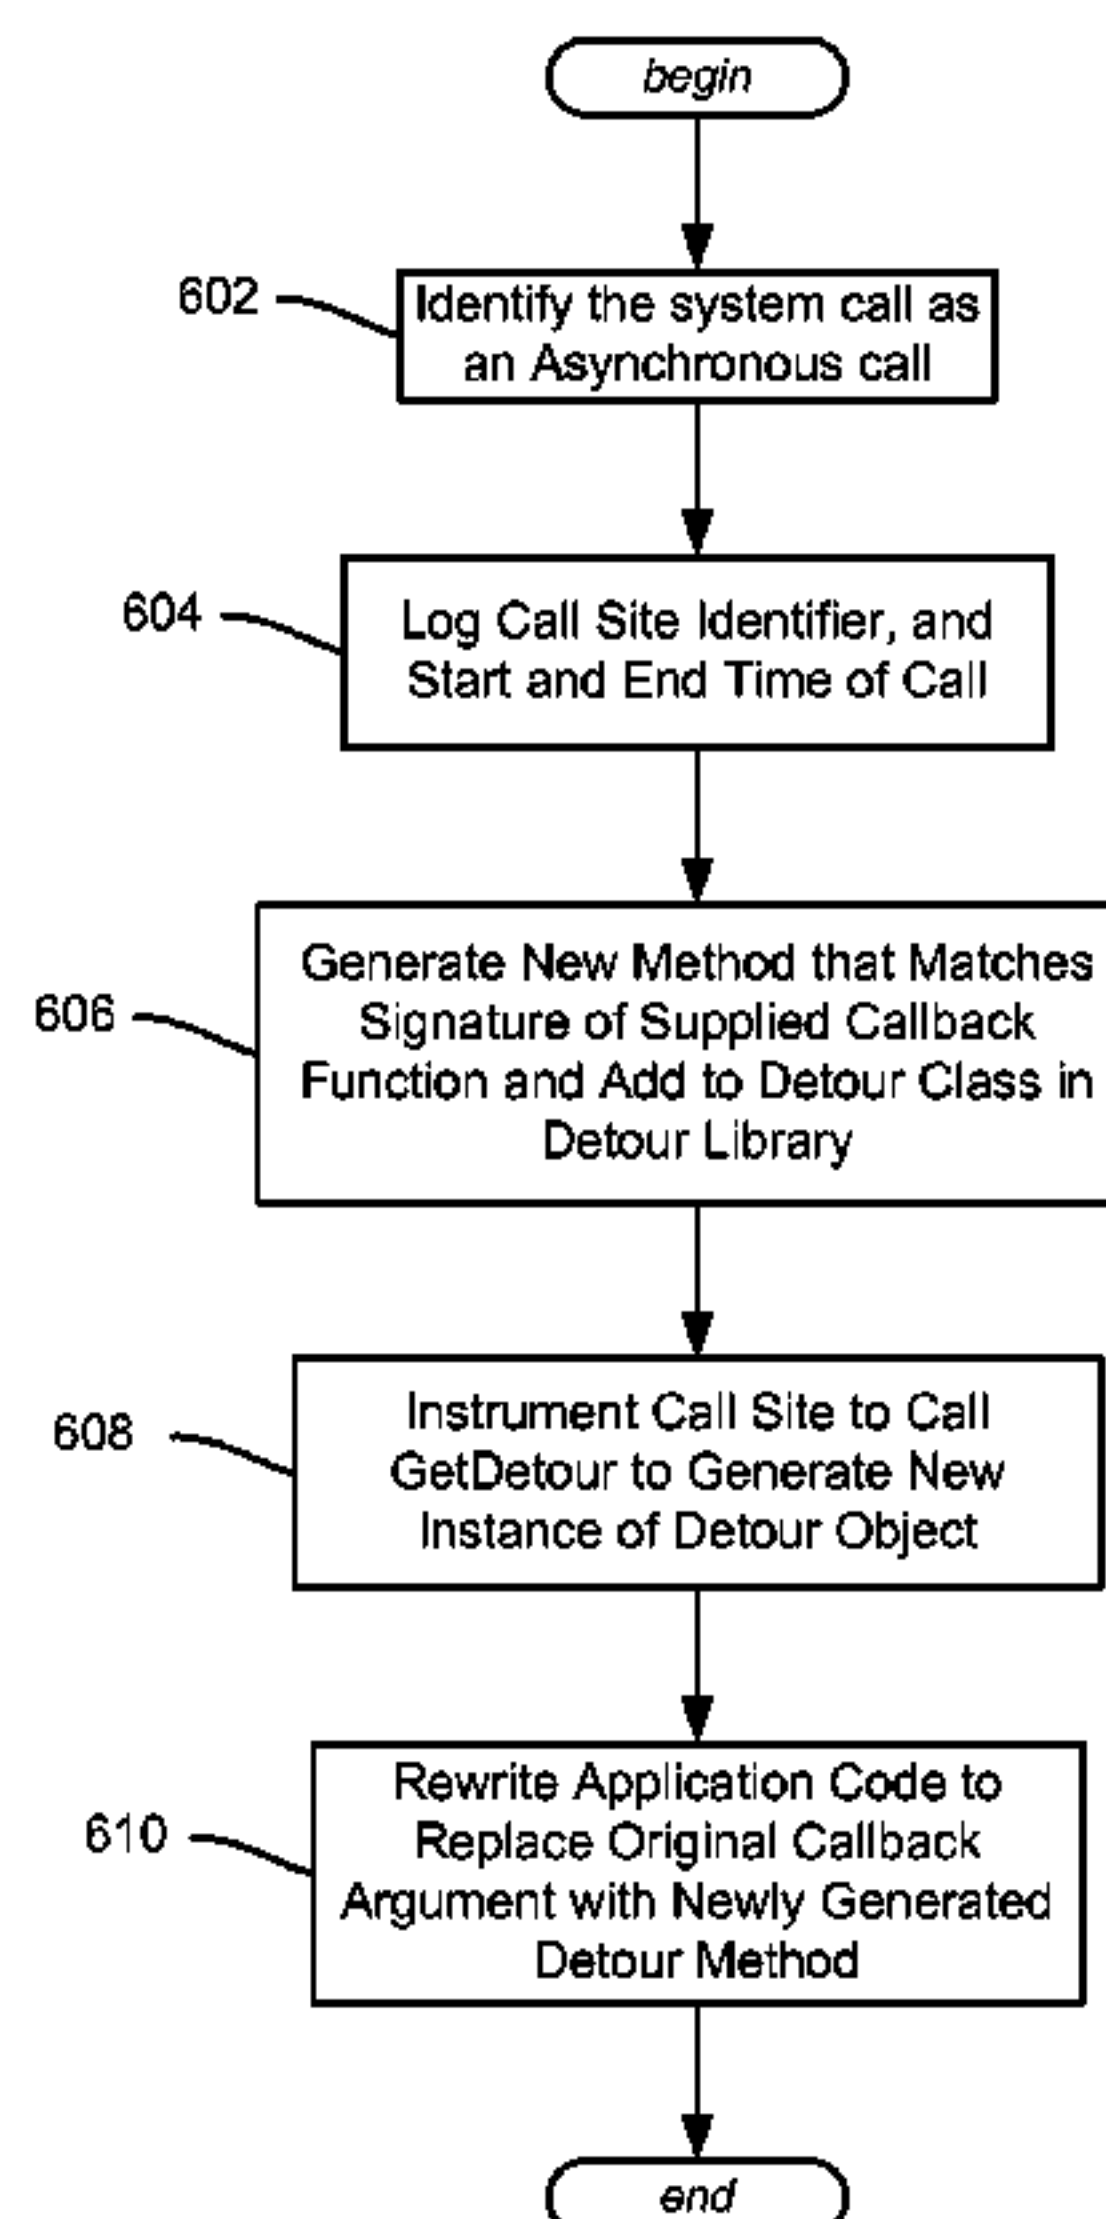 begin
602
Identify the system call as
an Asynchronous call
604
Log Call Site Identifier, and
Start and End Time of Call
606
Generate New Method that Matches
Signature of Supplied Callback
Function and Add to Detour Class in
Detour Library
608
Instrument Call Site to Call
GetDetour to Generate New
Instance of Detour Object
610
Rewrite Application Code to
Replace Original Callback
Argument with Newly Generated
Detour Method
end